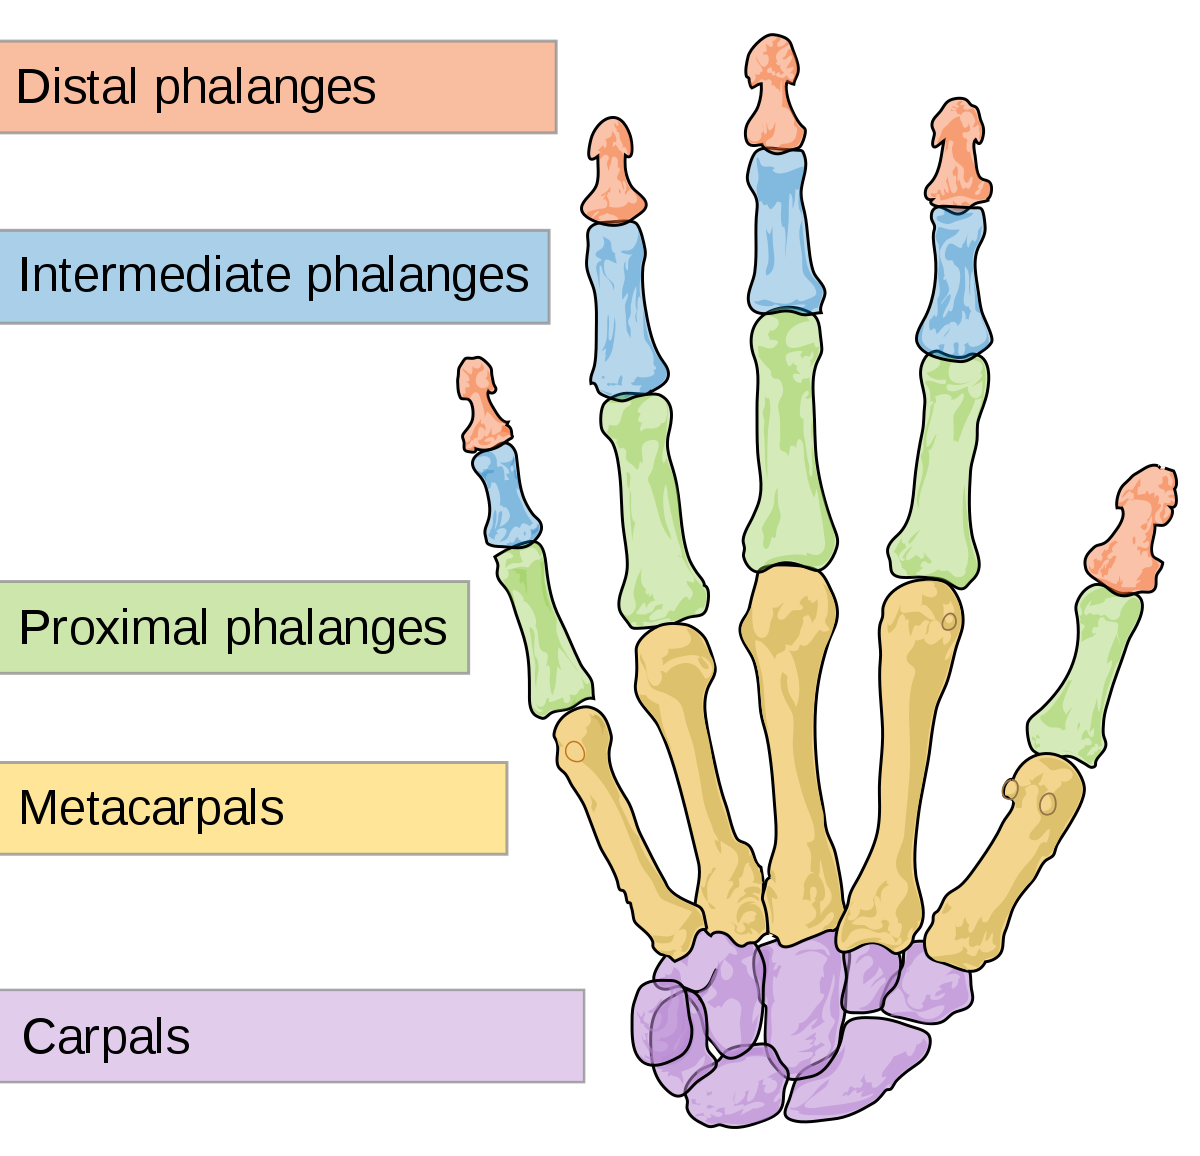 Distal phalanges
Intermediate phalanges
Proximal phalanges
Metacarpals
Carpals